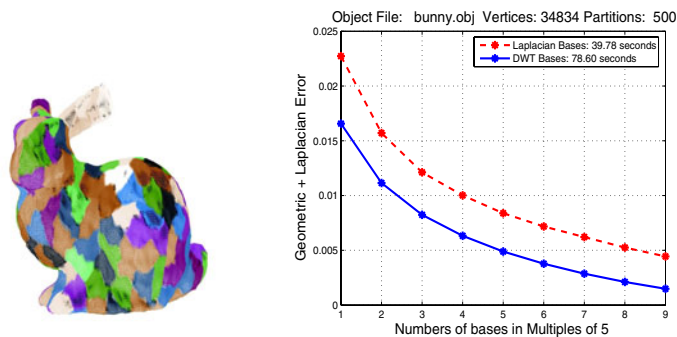 Object File: bunny.obj Vertices: 34834 Partitions: 500
0.025
0.02
0.015
0.01
0.005
0
Geometric + Laplacian Error
Laplacian Bases: 39.78 seconds
DWT Bases: 78.60 seconds
1 2 3 4 5 6 7 8 9
Numbers of bases in Multiples of 5